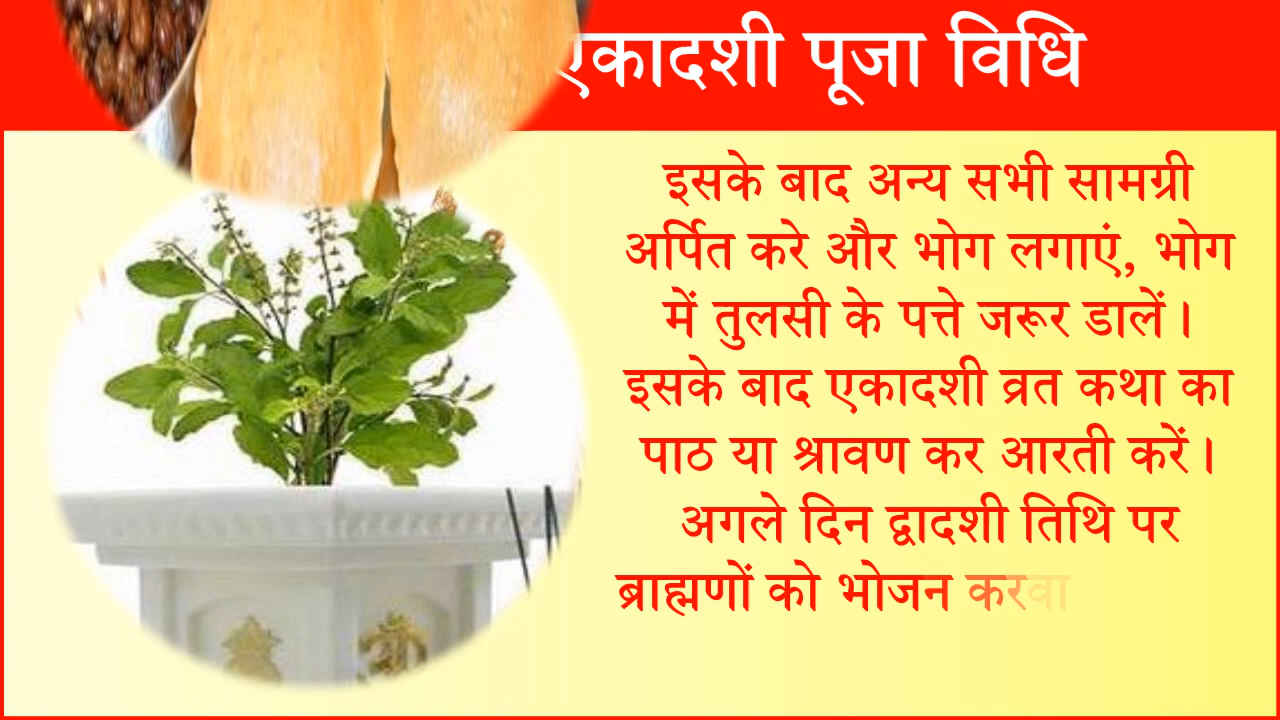 एकादशी पूजा विधि
इसके बाद अन्य सभी सामग्री
अर्पित करे और भोग लगाएं, भोग
में तुलसी के पत्ते जरूर डालें।
इसके बाद एकादशी व्रत कथा का
पाठ या श्रावण कर आरती करें।
अगले दिन द्वादशी तिथि पर
ब्राह्मणों को भोजन करवा